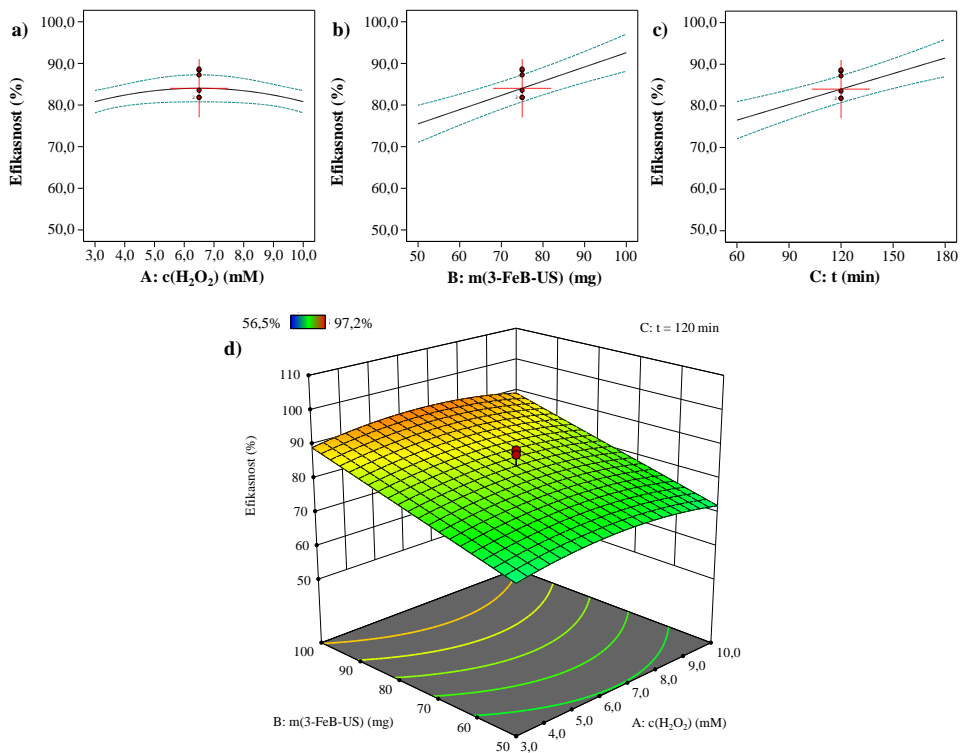 a)
100,0
90,0
80,0
70,0
60,0
50,0
Efikasnost (%)
2
3,0 4,0 5,0 6,0 7,0 8,0 9,0 10,0
A: c(H₂O₂) (mM)
b)
100,0
90,0
80,0
70,0
60,0
50,0
Efikasnost (%)
50 60 70 80 90 100
B: m(3-FeB-US) (mg)
c)
100,0
90,0
80,0
70,0
60,0
50,0
Efikasnost (%)
2
60 90 120 150 180
C: t (min)
56,5% 97,2%
C: t = 120 min
d)
110
100
90
80
70
60
50
Efikasnost (%)
100
90
80
70
60
50
B: m(3-FeB-US) (mg)
3,0
4,0
5,0
6,0
7,0
8,0
9,0
10,0
A: c(H₂O₂) (mM)